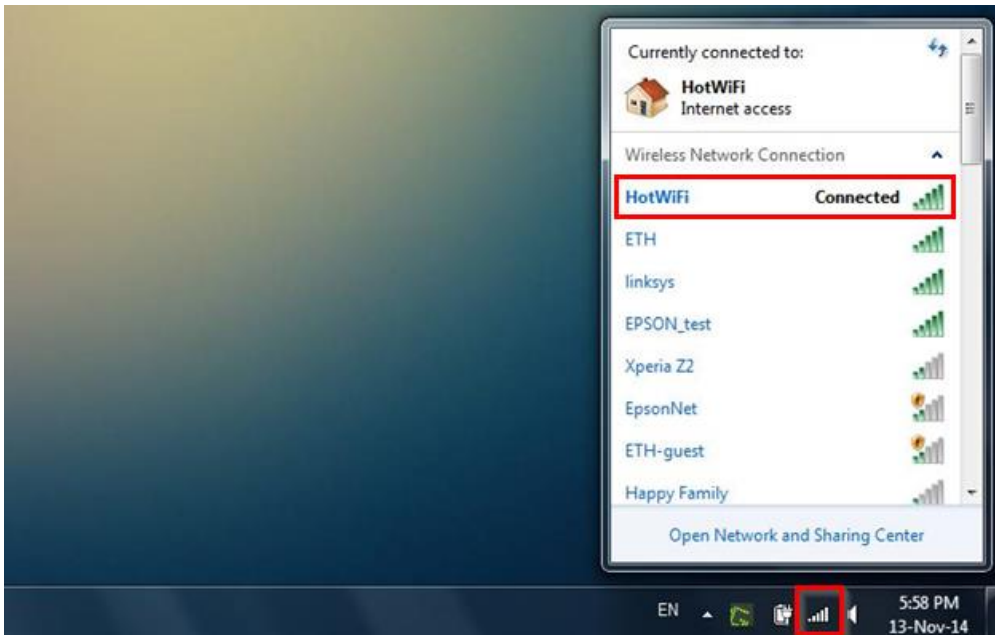 Currently connected to:
HotWiFi
Internet access
Wireless Network Connection
HotWiFi Connected
ETH
linksys
EPSON_test
Xperia Z2
EpsonNet
ETH-guest
Happy Family
Open Network and Sharing Center
EN 5:58 PM
13-Nov-14